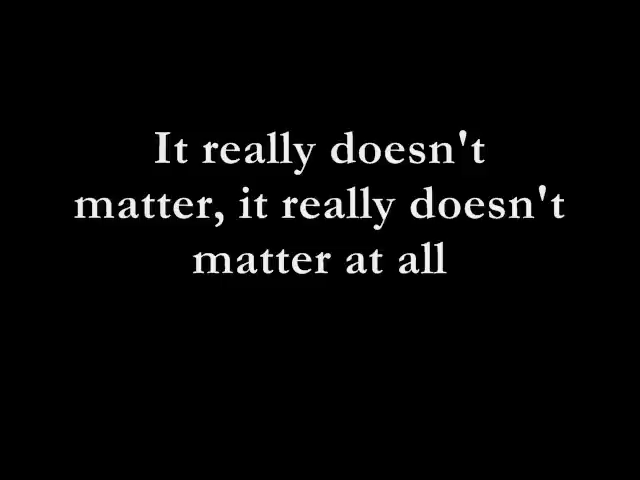 It really doesn't
matter, it really doesn't
matter at all